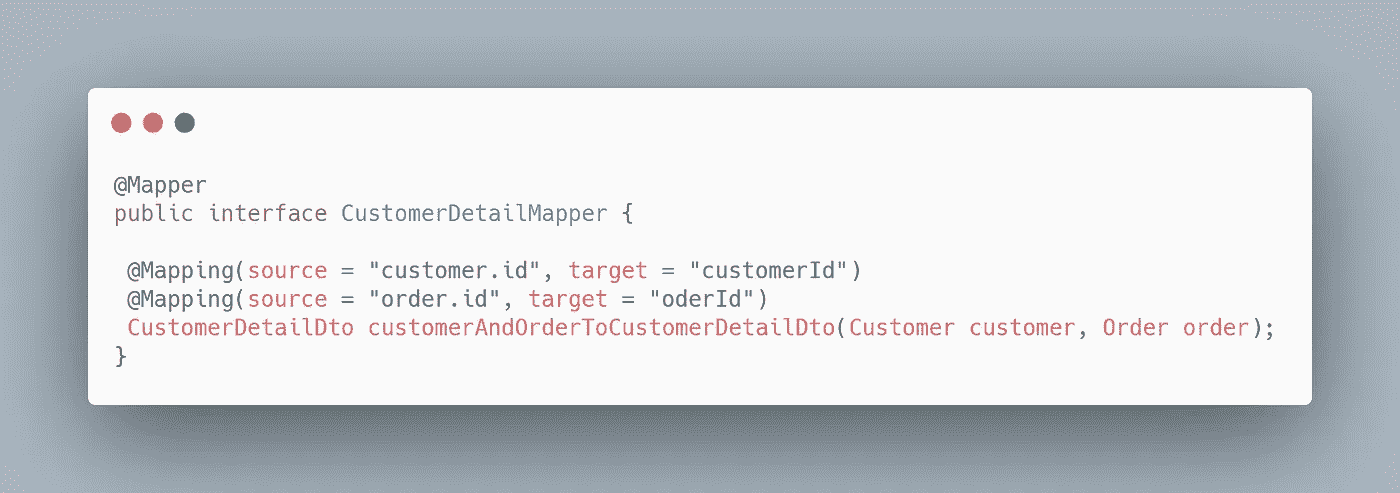 @Mapper
public interface CustomerDetailMapper {
@Mapping(source = "customer.id", target = "customerId")
@Mapping(source = "order.id", target = "oderId")
CustomerDetailDto customerAndOrderToCustomerDetailDto(Customer customer, Order order);
}